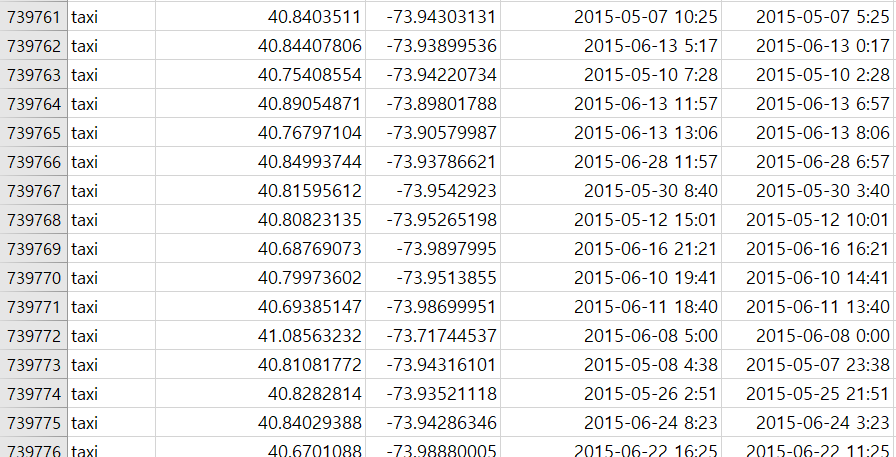 739761 taxi 40.8403511 -73.94303131 2015-05-07 10:25 2015-05-07 5:25
739762 taxi 40.84407806 -73.93899536 2015-06-13 5:17 2015-06-13 0:17
739763 taxi 40.75408554 -73.94220734 2015-05-10 7:28 2015-05-10 2:28
739764 taxi 40.89054871 -73.89801788 2015-06-13 11:57 2015-06-13 6:57
739765 taxi 40.76797104 -73.90579987 2015-06-13 13:06 2015-06-13 8:06
739766 taxi 40.84993744 -73.93786621 2015-06-28 11:57 2015-06-28 6:57
739767 taxi 40.81595612 -73.9542923 2015-05-30 8:40 2015-05-30 3:40
739768 taxi 40.80823135 -73.95265198 2015-05-12 15:01 2015-05-12 10:01
739769 taxi 40.68769073 -73.9897995 2015-06-16 21:21 2015-06-16 16:21
739770 taxi 40.79973602 -73.9513855 2015-06-10 19:41 2015-06-10 14:41
739771 taxi 40.69385147 -73.98699951 2015-06-11 18:40 2015-06-11 13:40
739772 taxi 41.08563232 -73.71744537 2015-06-08 5:00 2015-06-08 0:00
739773 taxi 40.81081772 -73.94316101 2015-05-08 4:38 2015-05-07 23:38
739774 taxi 40.8282814 -73.93521118 2015-05-26 2:51 2015-05-25 21:51
739775 taxi 40.84029388 -73.94286346 2015-06-24 8:23 2015-06-24 3:23
739776 taxi 40.6701088 -73.98880005 2015-06-22 16:25 2015-06-22 11:25